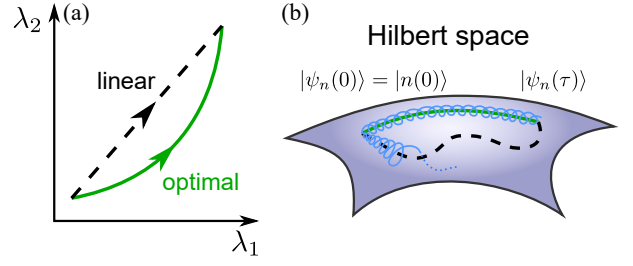 (a)
λ₂
linear
optimal
λ₁
(b)
Hilbert space
|ψₙ(0)⟩ = |n(0)⟩
|ψₙ(τ)⟩